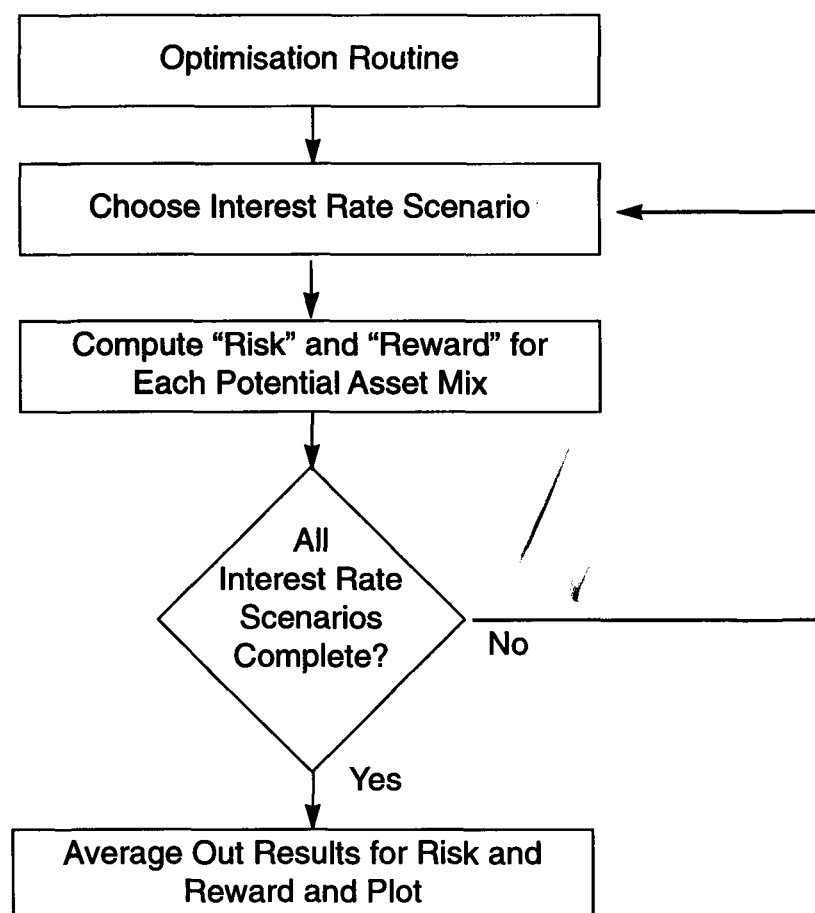 Optimisation Routine
Choose Interest Rate Scenario
Compute “Risk” and “Reward” for
Each Potential Asset Mix
All
Interest Rate
Scenarios
Complete?
No
Yes
Average Out Results for Risk and
Reward and Plot